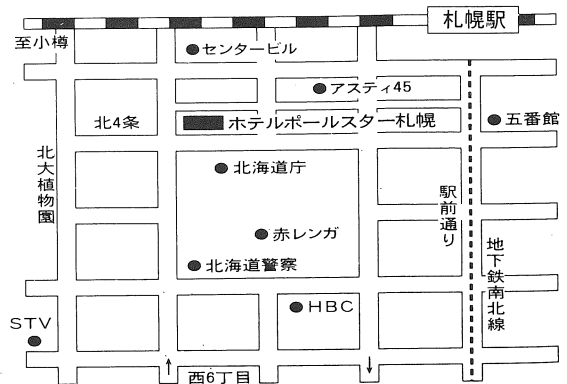 札幌駅
至小樽
センタービル
アスティ45
北4条
ホテルポールスター札幌
五番館
北大植物園
北海道庁
駅前通り
赤レンガ
北海道警察
地下鉄南北線
HBC
STV
西6丁目